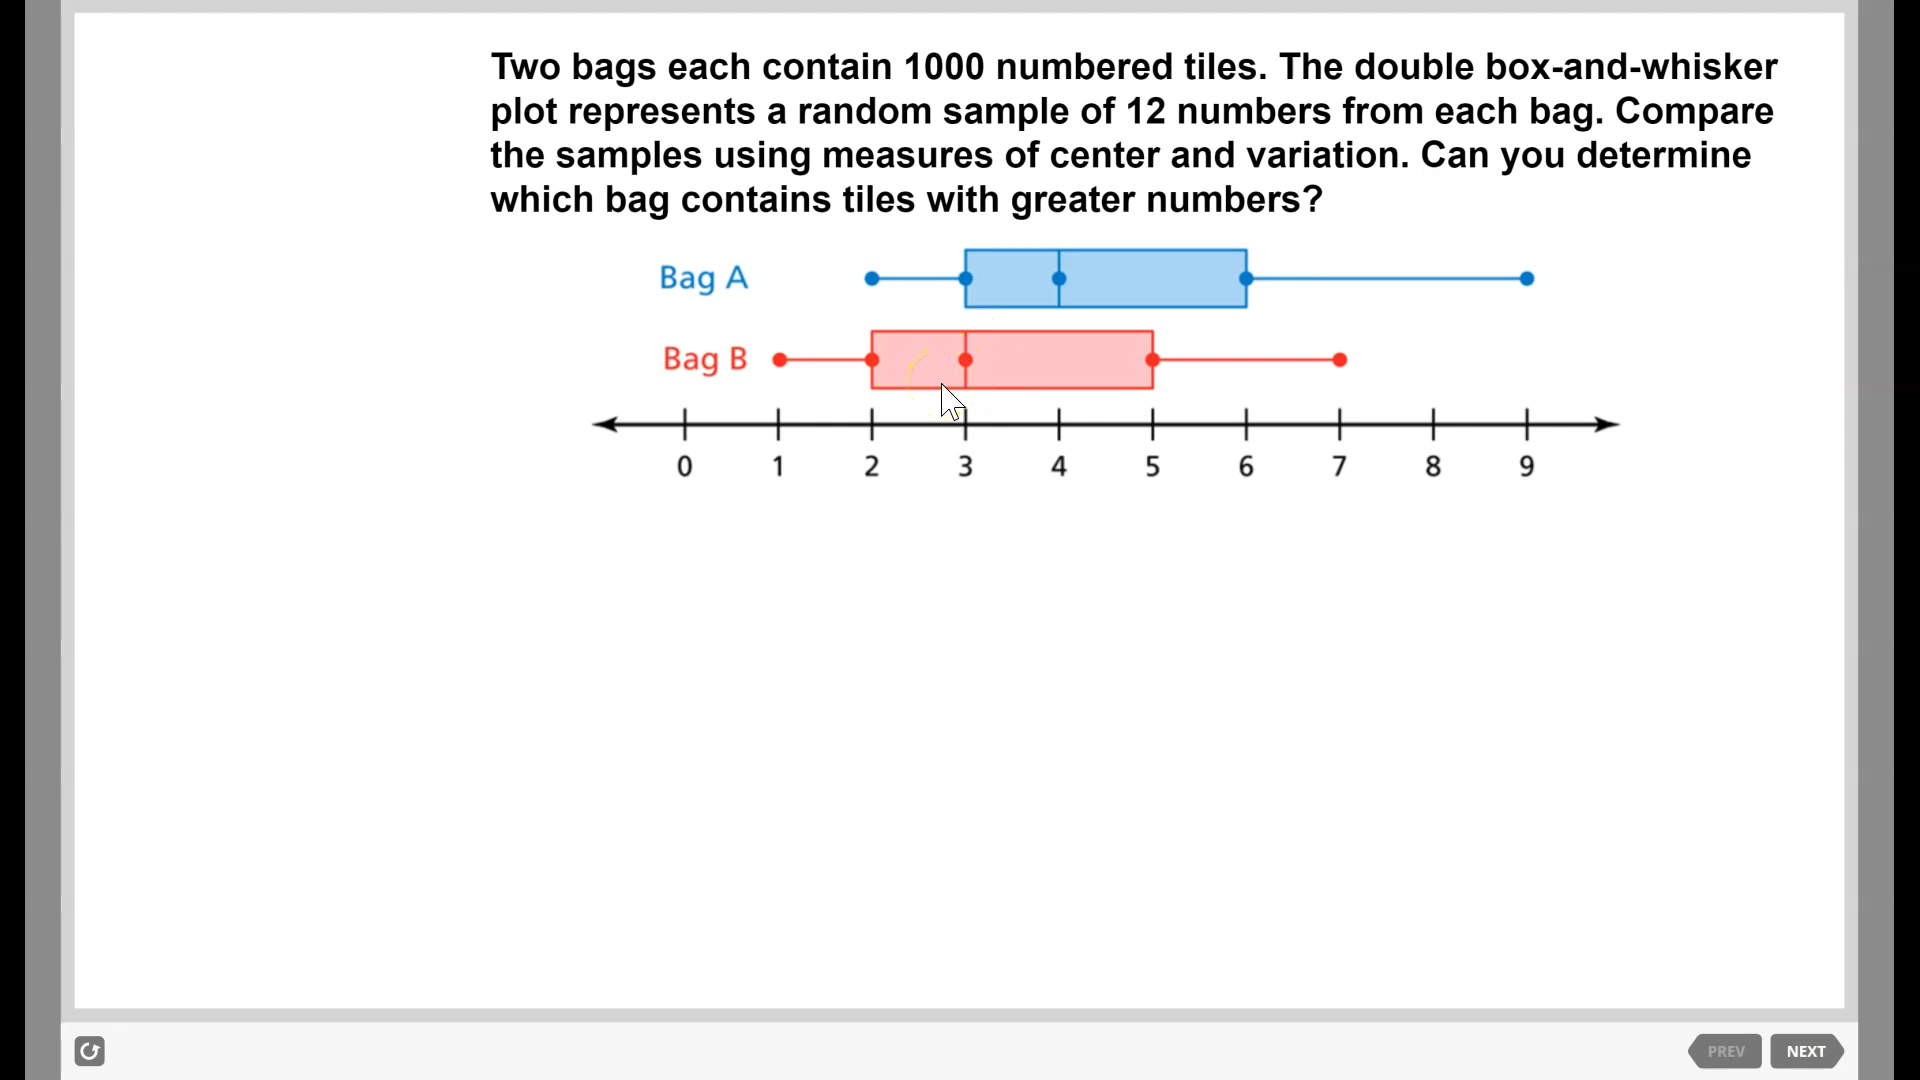 Two bags each contain 1000 numbered tiles. The double box-and-whisker
plot represents a random sample of 12 numbers from each bag. Compare
the samples using measures of center and variation. Can you determine
which bag contains tiles with greater numbers?
Bag A
Bag B
0 1 2 3 4 5 6 7 8 9
PREV NEXT